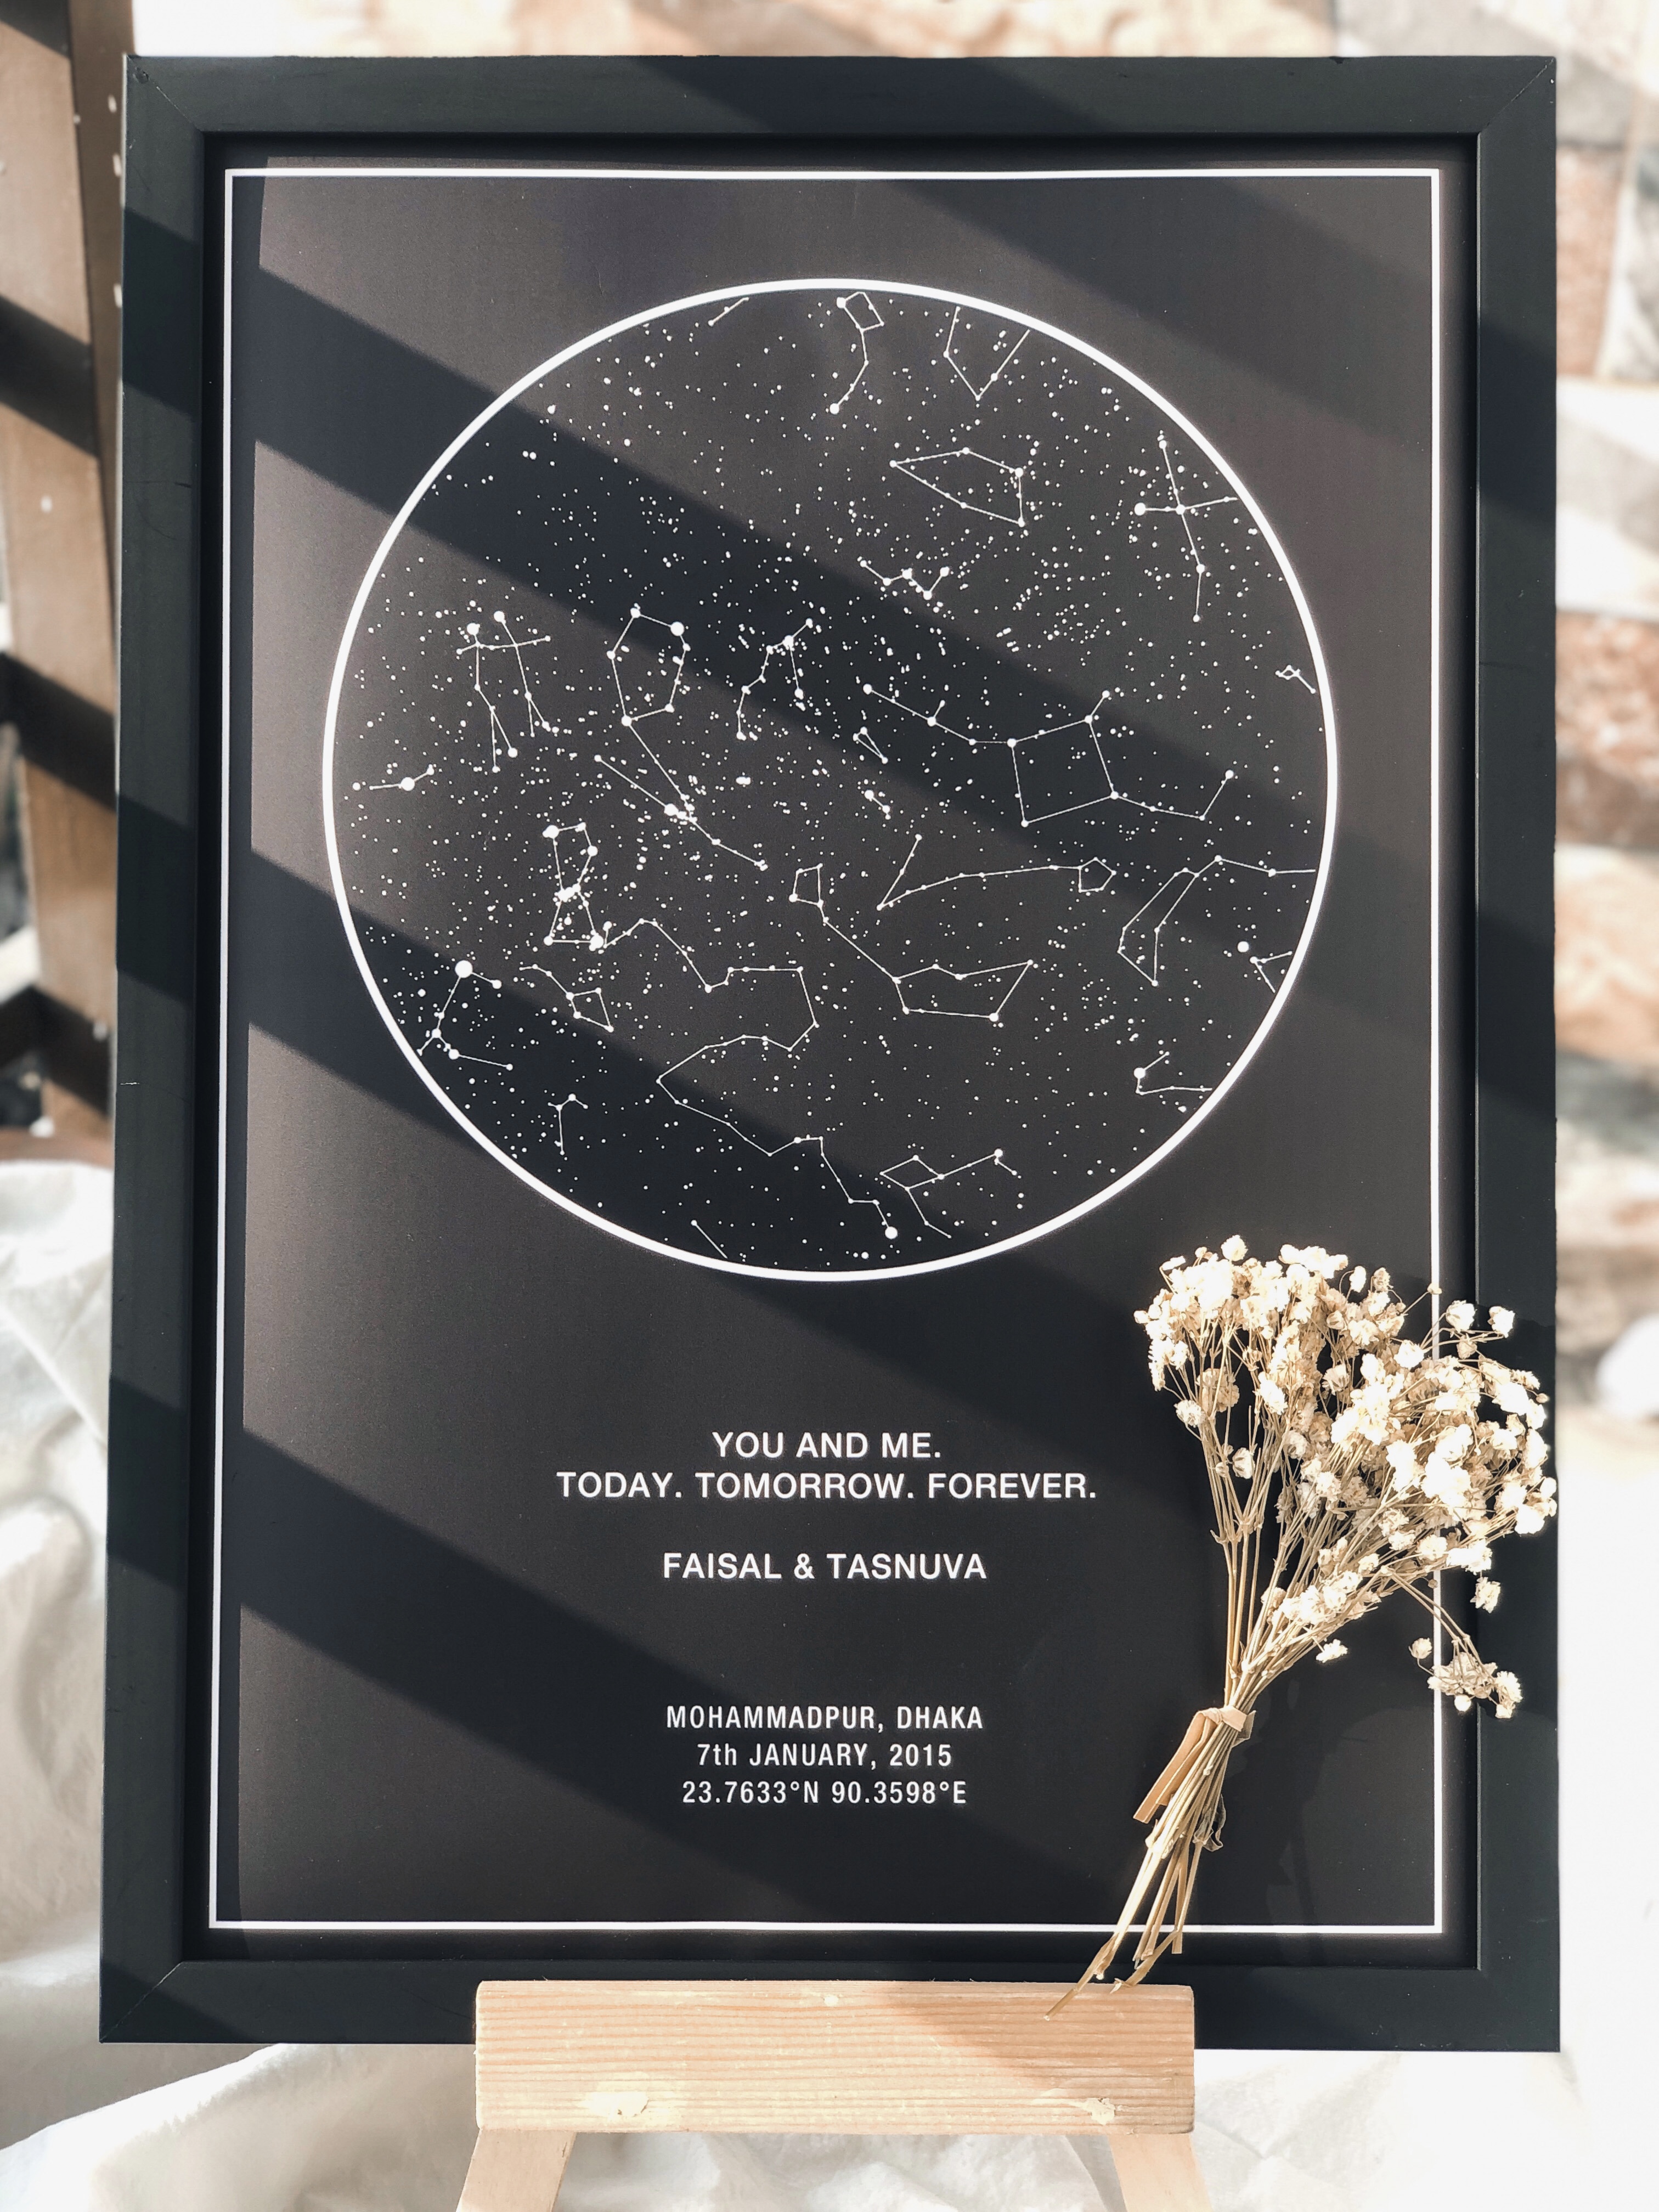 YOU AND ME.
TODAY. TOMORROW. FOREVER.
FAISAL & TASNUVA
MOHAMMADPUR, DHAKA
7th JANUARY, 2015
23.7633°N 90.3598°E